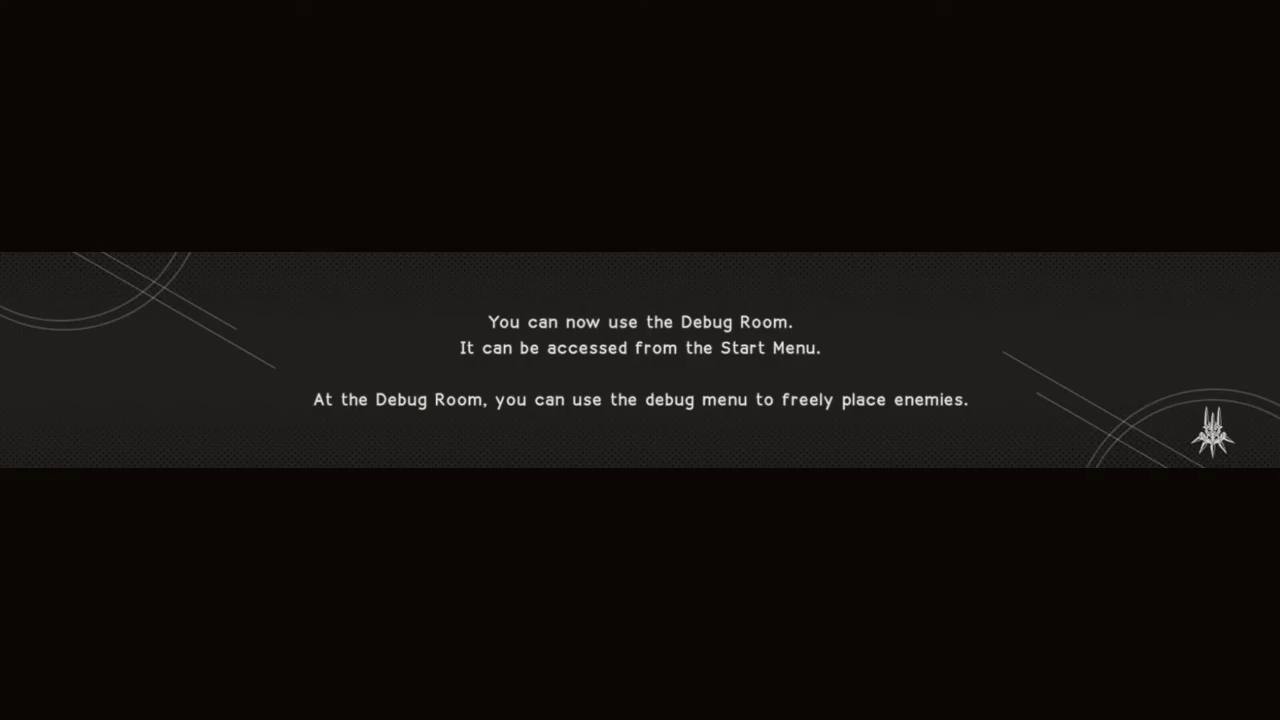 You can now use the Debug Room.
It can be accessed from the Start Menu.
At the Debug Room, you can use the debug menu to freely place enemies.